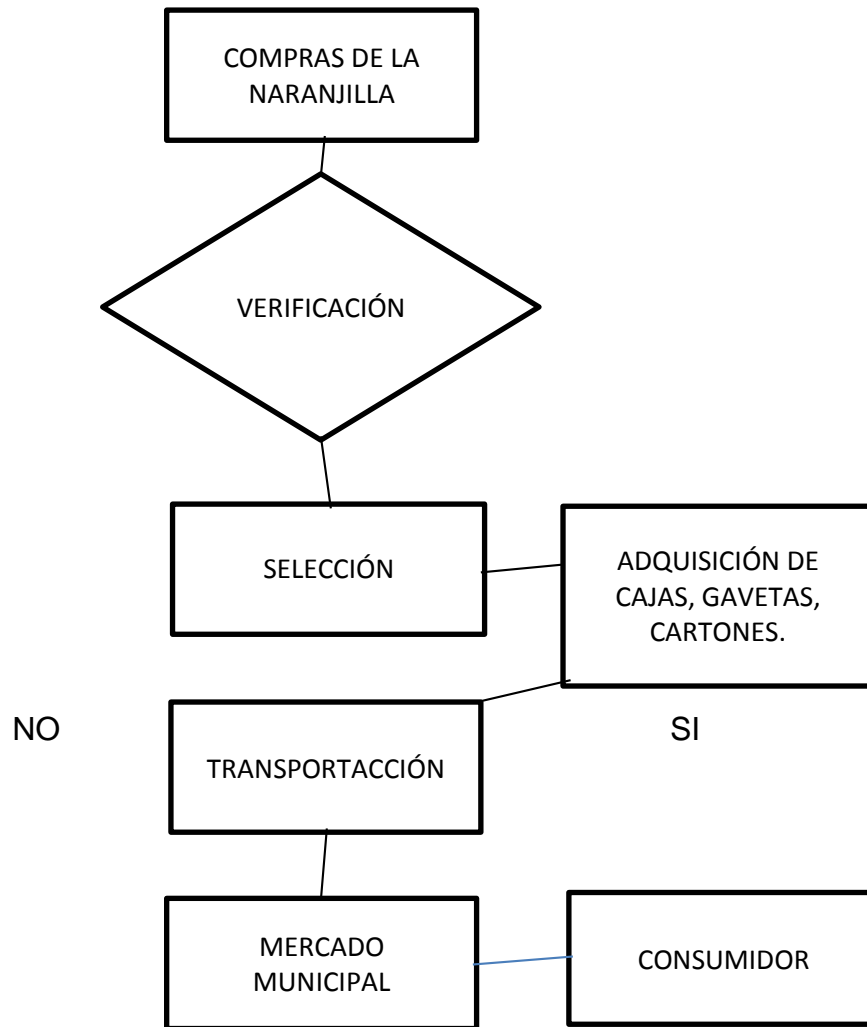 COMPRAS DE LA
NARANJILLA
VERIFICACIÓN
SELECCIÓN
ADQUISICIÓN DE
CAJAS, GAVETAS,
CARTONES.
NO
SI
TRANSPORTACCIÓN
MERCADO
MUNICIPAL
CONSUMIDOR